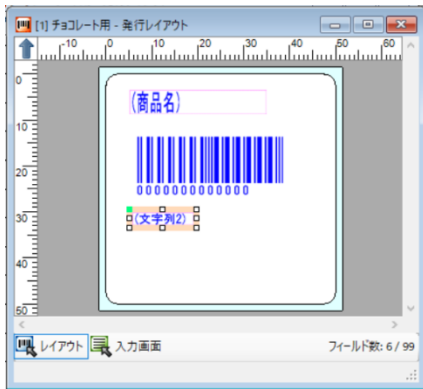 [1] チョコレート用 - 発行レイアウト
-10 0 10 20 30 40 50 60
0
10
20
30
40
50
(商品名)
0000000000000
(文字列2)
レイアウト 入力画面 フィールド数: 6 / 99